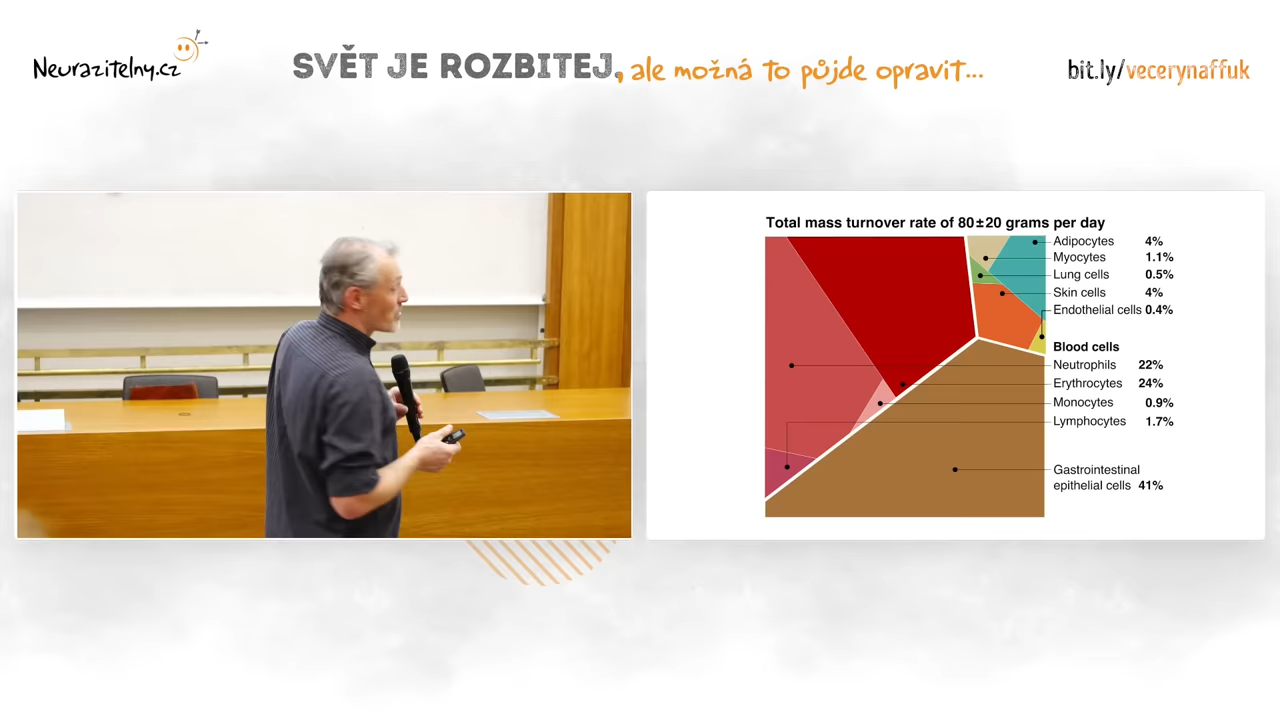 Neurazitelny.cz
SVĚT JE ROZBITEJ, ale možná to půjde opravit...
bit.ly/vecerynaffuk
Total mass turnover rate of 80±20 grams per day
Adipocytes 4%
Myocytes 1.1%
Lung cells 0.5%
Skin cells 4%
Endothelial cells 0.4%
Blood cells
Neutrophils 22%
Erythrocytes 24%
Monocytes 0.9%
Lymphocytes 1.7%
Gastrointestinal
epithelial cells 41%